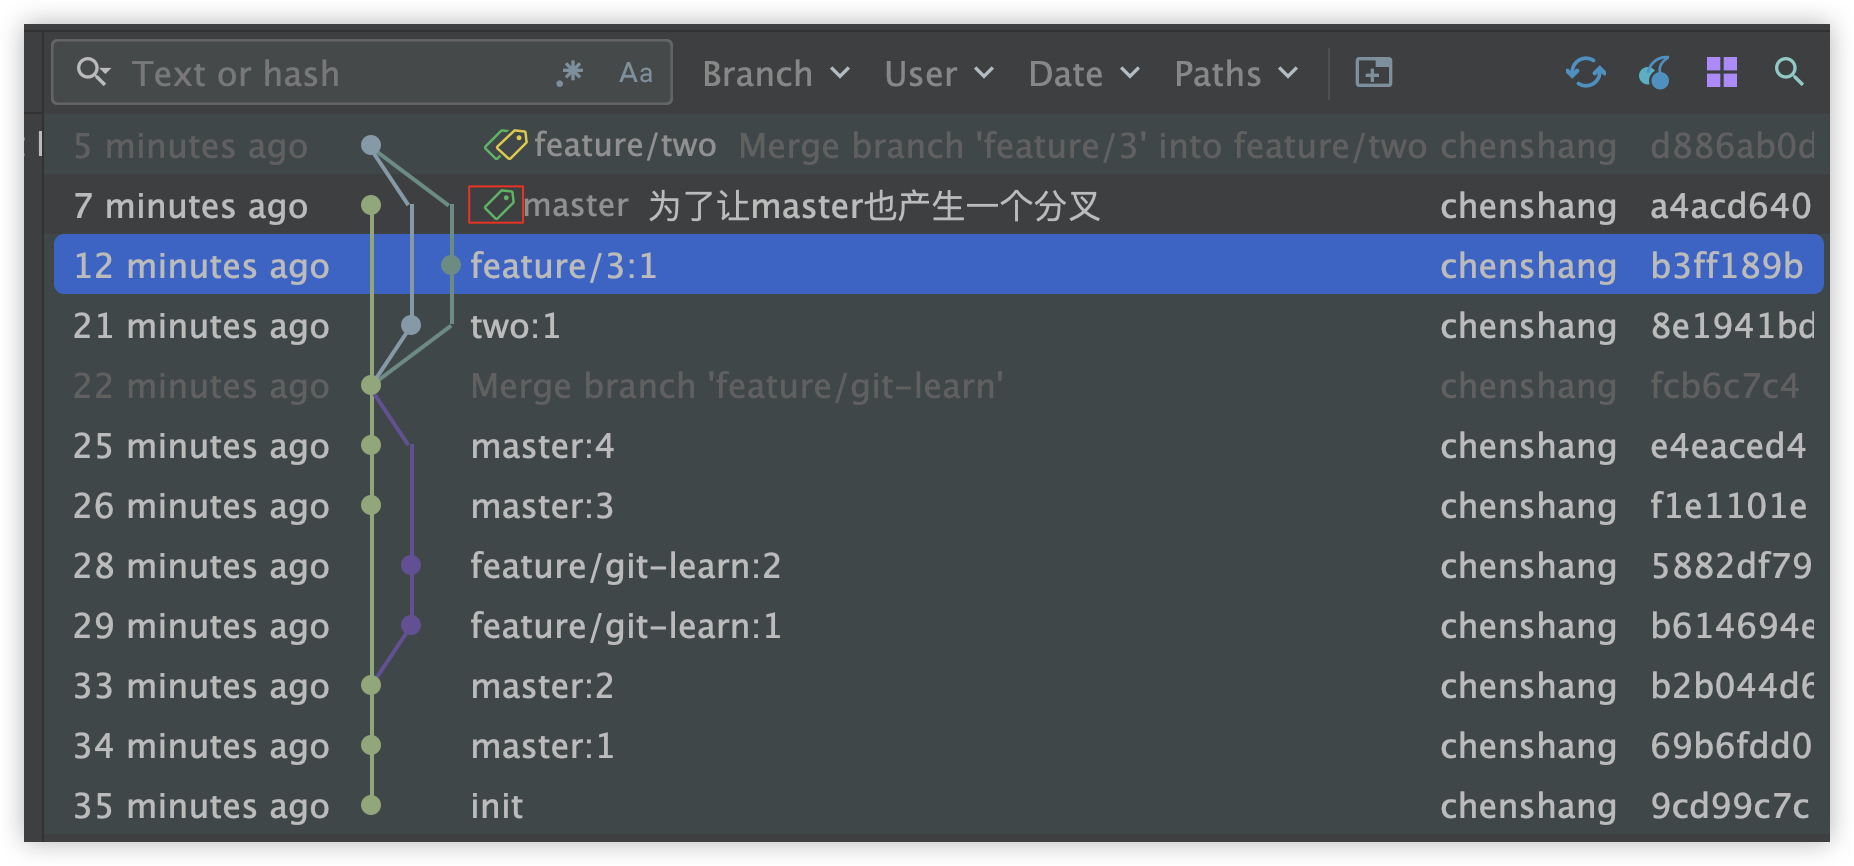 Text or hash .* Aa Branch User Date Paths
5 minutes ago feature/two Merge branch 'feature/3' into feature/two chenshang d886ab0d
7 minutes ago master 为了让master也产生一个分叉 chenshang a4acd640
12 minutes ago feature/3:1 chenshang b3ff189b
21 minutes ago two:1 chenshang 8e1941bd
22 minutes ago Merge branch 'feature/git-learn' chenshang fcb6c7c4
25 minutes ago master:4 chenshang e4eaced4
26 minutes ago master:3 chenshang f1e1101e
28 minutes ago feature/git-learn:2 chenshang 5882df79
29 minutes ago feature/git-learn:1 chenshang b614694e
33 minutes ago master:2 chenshang b2b044d6
34 minutes ago master:1 chenshang 69b6fdd0
35 minutes ago init chenshang 9cd99c7c